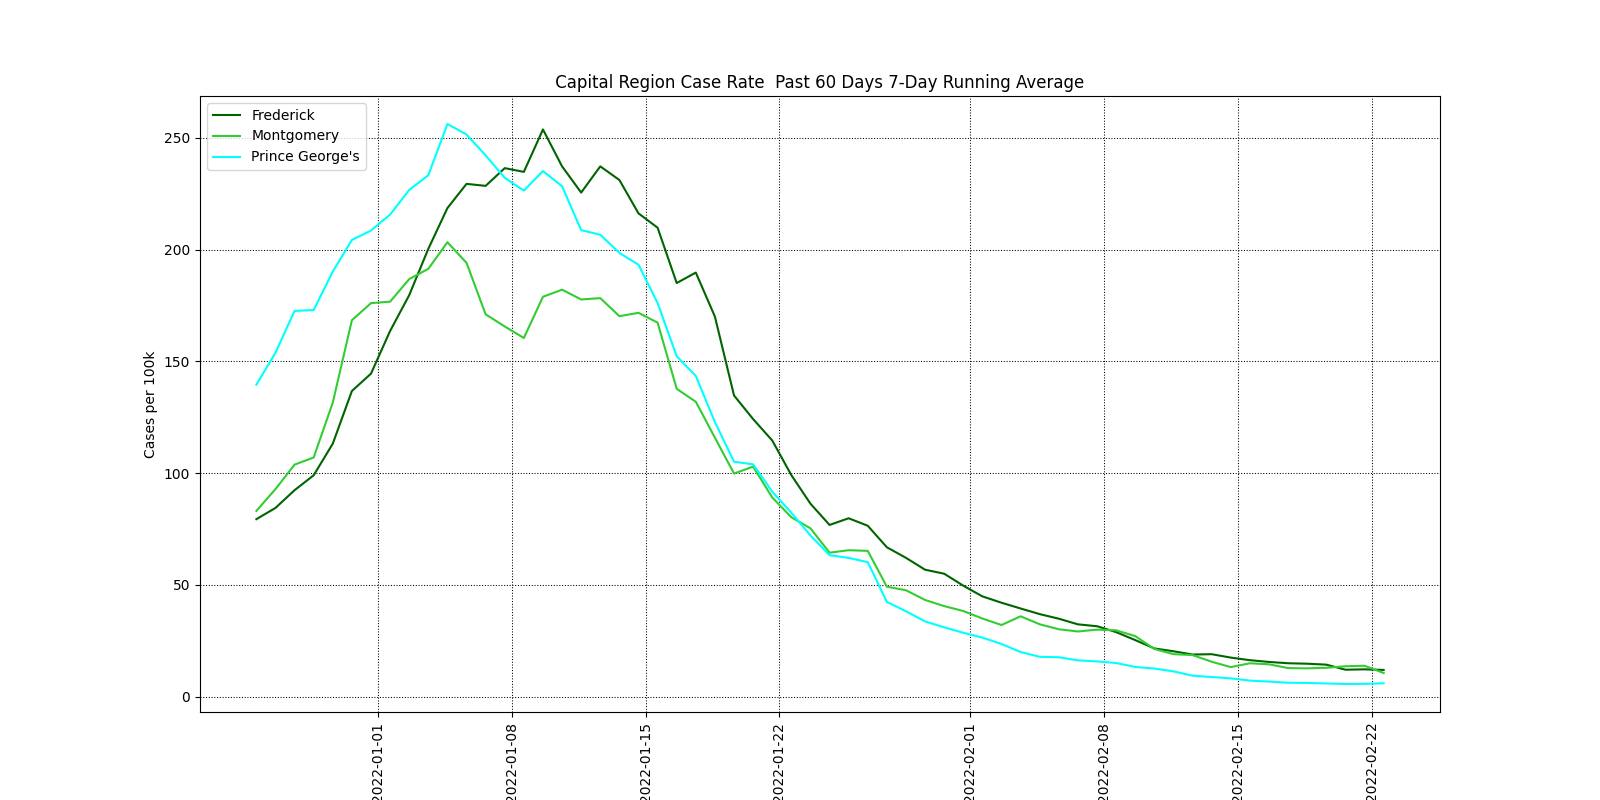 Capital Region Case Rate  Past 60 Days 7-Day Running Average
Frederick
Montgomery
Prince George's
Cases per 100k
250
200
150
100
50
0
2022-01-01
2022-01-08
2022-01-15
2022-01-22
2022-02-01
2022-02-08
2022-02-15
2022-02-22